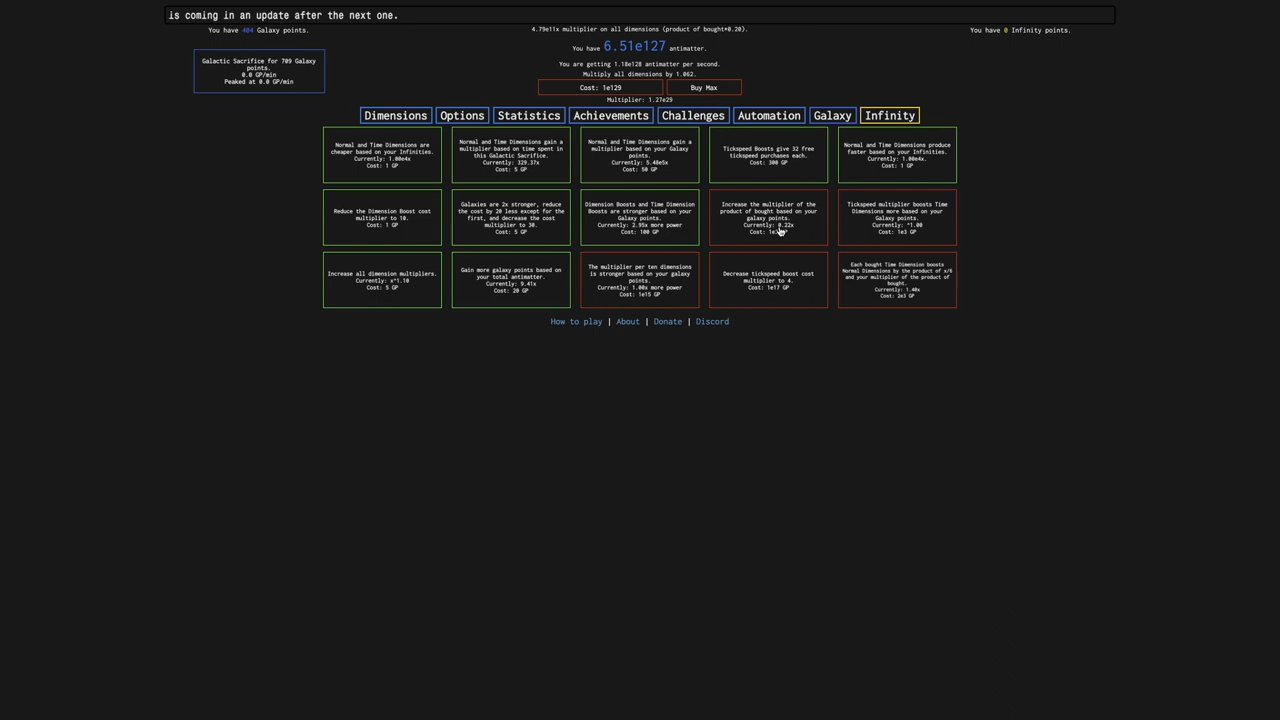 is coming in an update after the next one.
You have 404 Galaxy points.
4.79e11x multiplier on all dimensions (product of bought*0.20).
You have 0 Infinity points.
You have 6.51e127 antimatter.
Galactic Sacrifice for 709 Galaxy
points.
0.0 GP/min
Peaked at 0.0 GP/min
You are getting 1.18e128 antimatter per second.
Multiply all dimensions by 1.062.
Cost: 1e129
Buy Max
Multiplier: 1.27e29
Dimensions
Options
Statistics
Achievements
Challenges
Automation
Galaxy
Infinity
Normal and Time Dimensions are
cheaper based on your Infinities.
Currently: 1.00e4x
Cost: 1 GP
Normal and Time Dimensions gain a
multiplier based on time spent in
this Galactic Sacrifice.
Currently: 329.37x
Cost: 5 GP
Normal and Time Dimensions gain a
multiplier based on your Galaxy
points.
Currently: 5.48e5x
Cost: 50 GP
Tickspeed Boosts give 32 free
tickspeed purchases each.
Cost: 300 GP
Normal and Time Dimensions produce
faster based on your Infinities.
Currently: 1.00e4x.
Cost: 1 GP
Reduce the Dimension Boost cost
multiplier to 10.
Cost: 1 GP
Galaxies are 2x stronger, reduce
the cost by 20 less except for the
first, and decrease the cost
multiplier to 30.
Cost: 5 GP
Dimension Boosts and Time Dimension
Boosts are stronger based on your
Galaxy points.
Currently: 2.95x more power
Cost: 100 GP
Increase the multiplier of the
product of bought based on your
galaxy points.
Currently: 0.22x
Cost:
Tickspeed multiplier boosts Time
Dimensions more based on your
Galaxy points.
Currently: ^1.00
Cost: 1e3 GP
Increase all dimension multipliers.
Currently: x^1.10
Cost: 5 GP
Gain more galaxy points based on
your total antimatter.
Currently: 9.41x
Cost: 20 GP
The multiplier per ten dimensions
is stronger based on your galaxy
points.
Currently: 1.00x more power
Cost: 1e15 GP
Decrease tickspeed boost cost
multiplier to 4.
Cost: 1e17 GP
Each bought Time Dimension boosts
Normal Dimensions by the product of x/6
and your multiplier of the product of
bought.
Currently: 1.40x
Cost: 2e3 GP
How to play | About | Donate | Discord